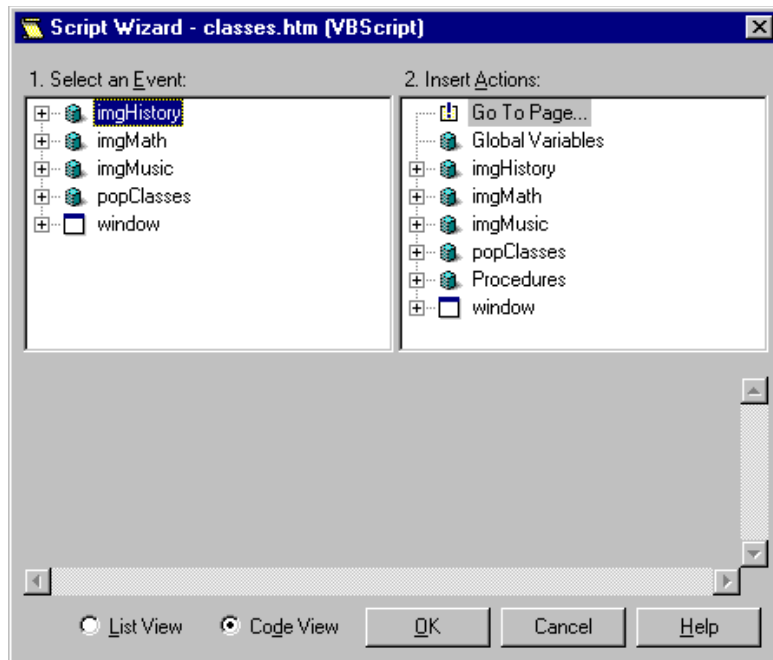 Script Wizard - classes.htm (VBScript)
1. Select an Event:
imgHistory
imgMath
imgMusic
popClasses
window
2. Insert Actions:
Go To Page...
Global Variables
imgHistory
imgMath
imgMusic
popClasses
Procedures
window
List View
Code View
OK
Cancel
Help